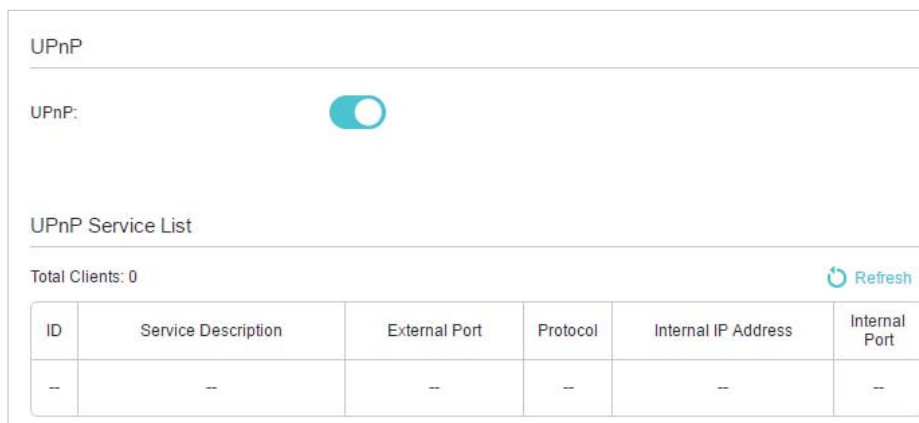 UPnP
UPnP:
UPnP Service List
Total Clients: 0
Refresh
ID Service Description External Port Protocol Internal IP Address Internal Port
-- -- -- -- -- --